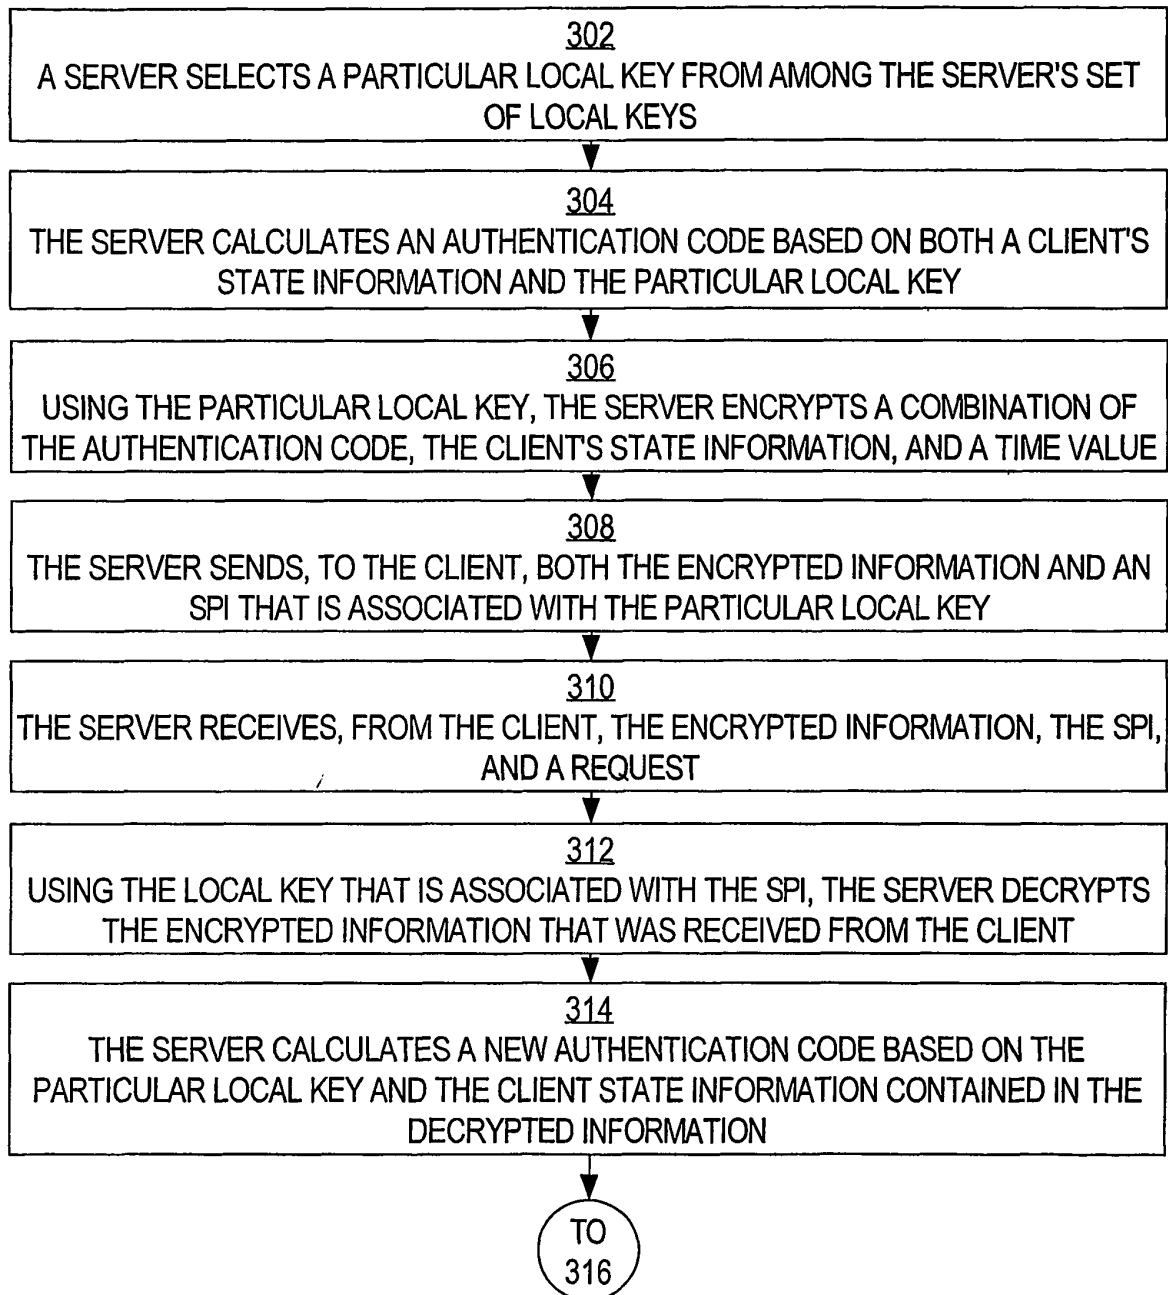 302
A SERVER SELECTS A PARTICULAR LOCAL KEY FROM AMONG THE SERVER'S SET
OF LOCAL KEYS
304
THE SERVER CALCULATES AN AUTHENTICATION CODE BASED ON BOTH A CLIENT'S
STATE INFORMATION AND THE PARTICULAR LOCAL KEY
306
USING THE PARTICULAR LOCAL KEY, THE SERVER ENCRYPTS A COMBINATION OF
THE AUTHENTICATION CODE, THE CLIENT'S STATE INFORMATION, AND A TIME VALUE
308
THE SERVER SENDS, TO THE CLIENT, BOTH THE ENCRYPTED INFORMATION AND AN
SPI THAT IS ASSOCIATED WITH THE PARTICULAR LOCAL KEY
310
THE SERVER RECEIVES, FROM THE CLIENT, THE ENCRYPTED INFORMATION, THE SPI,
AND A REQUEST
312
USING THE LOCAL KEY THAT IS ASSOCIATED WITH THE SPI, THE SERVER DECRYPTS
THE ENCRYPTED INFORMATION THAT WAS RECEIVED FROM THE CLIENT
314
THE SERVER CALCULATES A NEW AUTHENTICATION CODE BASED ON THE
PARTICULAR LOCAL KEY AND THE CLIENT STATE INFORMATION CONTAINED IN THE
DECRYPTED INFORMATION
TO
316